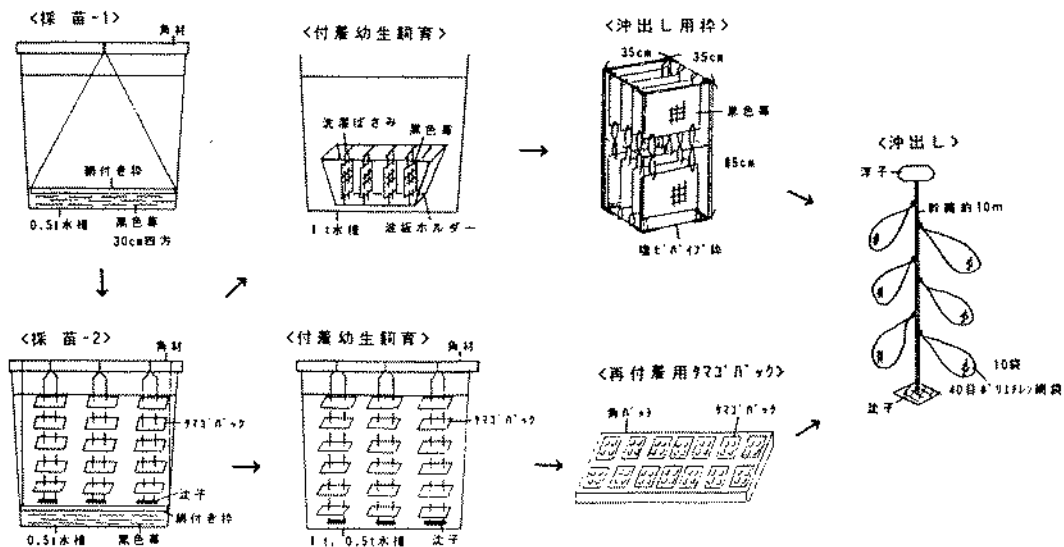 <採 苗-1>
角材
網付き枠
0.5t水槽
黒色幕
30cm四方
<付着幼生飼育>
洗濯ばさみ
黒色幕
1t水槽
波板ホルダー
<沖出し用枠>
35cm
35cm
黒色幕
85cm
塩ビパイプ枠
<沖出し>
浮子
幹縄約10m
10袋
40目ポリエチレン網袋
沈子
<採 苗-2>
角材
タマゴパック
沈子
網付き枠
0.5t水槽
黒色幕
<付着幼生飼育>
角材
タマゴパック
1t, 0.5t水槽
沈子
<再付着用タマゴパック>
角バット
タマゴパック